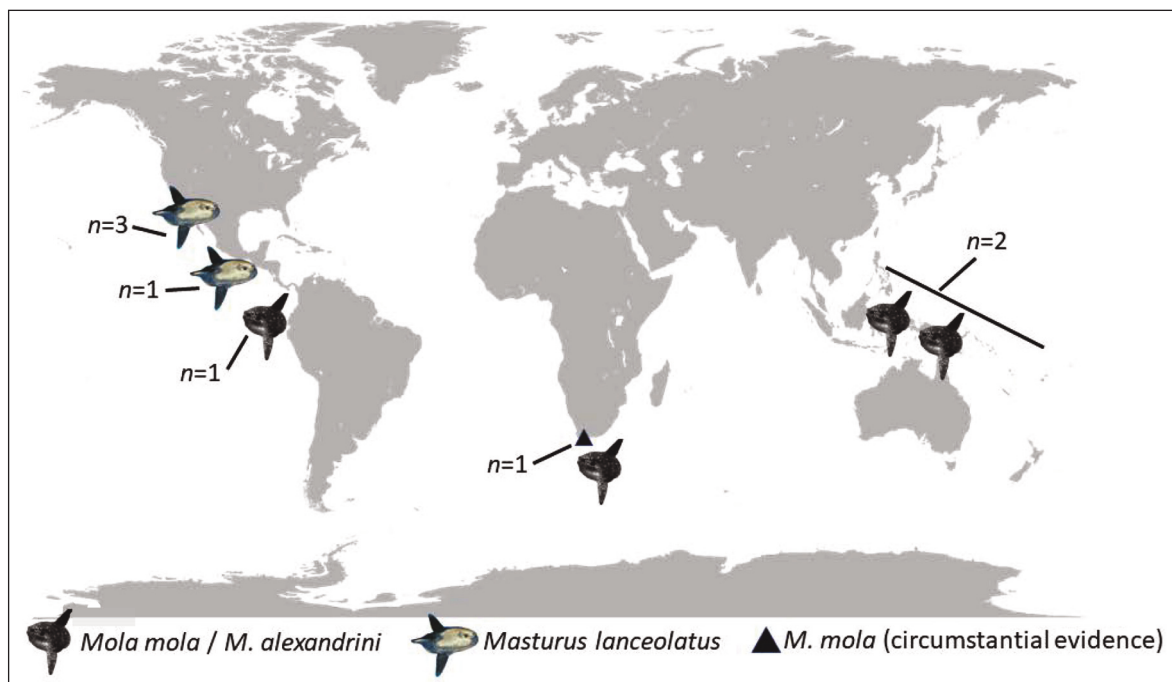 n=3
n=2
n=1
n=1
n=1
Mola mola / M. alexandrini Masturus lanceolatus M. mola (circumstantial evidence)